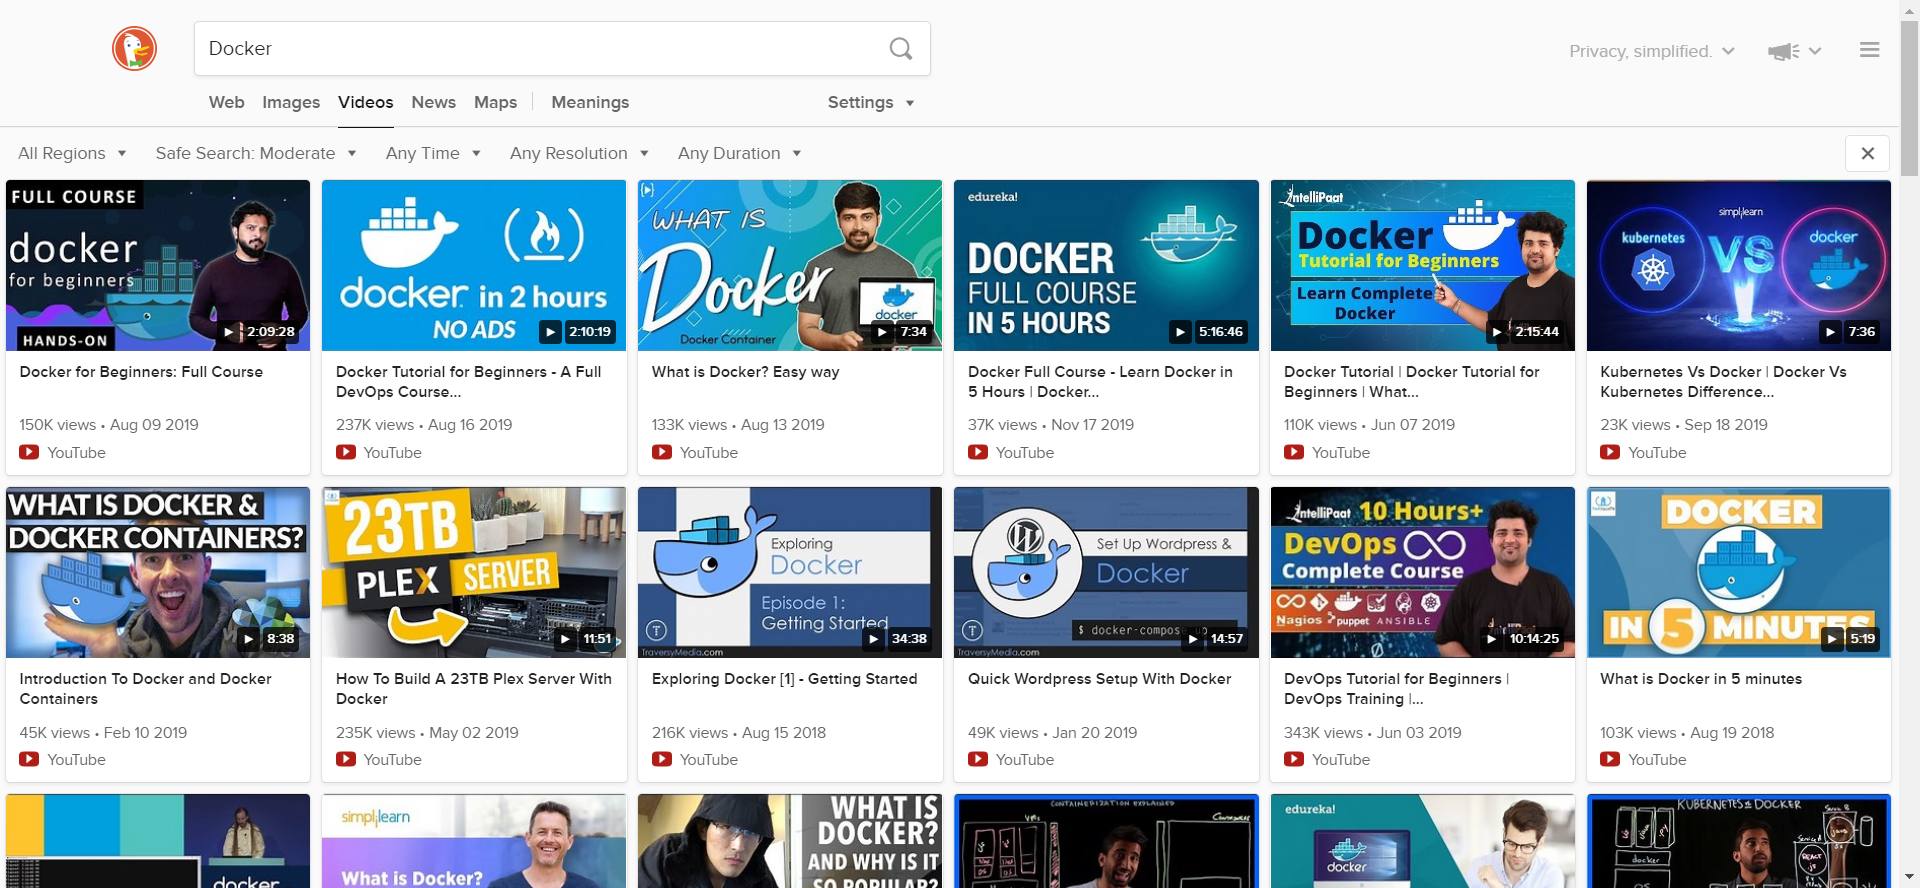 Docker
Privacy, simplified.
Web Images Videos News Maps Meanings Settings
All Regions Safe Search: Moderate Any Time Any Resolution Any Duration
FULL COURSE
docker
for beginners
HANDS-ON
2:09:28
Docker for Beginners: Full Course
150K views • Aug 09 2019
YouTube
docker in 2 hours
NO ADS
2:10:19
Docker Tutorial for Beginners - A Full
DevOps Course...
237K views • Aug 16 2019
YouTube
WHAT IS
Docker
docker
Docker Container
7:34
What is Docker? Easy way
133K views • Aug 13 2019
YouTube
edureka!
DOCKER
FULL COURSE
IN 5 HOURS
5:16:46
Docker Full Course - Learn Docker in
5 Hours | Docker...
37K views • Nov 17 2019
YouTube
IntelliPaat
Docker
Tutorial for Beginners
Learn Complete
Docker
2:15:44
Docker Tutorial | Docker Tutorial for
Beginners | What...
110K views • Jun 07 2019
YouTube
simplilearn
kubernetes VS docker
7:36
Kubernetes Vs Docker | Docker Vs
Kubernetes Difference...
23K views • Sep 18 2019
YouTube
WHAT IS DOCKER &
DOCKER CONTAINERS?
8:38
Introduction To Docker and Docker
Containers
45K views • Feb 10 2019
YouTube
23TB
PLEX SERVER
11:51
How To Build A 23TB Plex Server With
Docker
235K views • May 02 2019
YouTube
Exploring
Docker
Episode 1:
Getting Started
TraversyMedia.com
34:38
Exploring Docker [1] - Getting Started
216K views • Aug 15 2018
YouTube
Set Up Wordpress &
Docker
$ docker-compose up
TraversyMedia.com
14:57
Quick Wordpress Setup With Docker
49K views • Jan 20 2019
YouTube
IntelliPaat 10 Hours+
DevOps
Complete Course
Nagios puppet ANSIBLE
10:14:25
DevOps Tutorial for Beginners |
DevOps Training |...
343K views • Jun 03 2019
YouTube
DOCKER
IN 5 MINUTES
5:19
What is Docker in 5 minutes
103K views • Aug 19 2018
YouTube
docker
simplilearn
What is Docker?
WHAT IS
DOCKER?
AND WHY IS IT
SO POPULAR?
CONTAINERIZATION EXPLAINED
VMs
edureka!
docker
KUBERNETES & DOCKER
docker